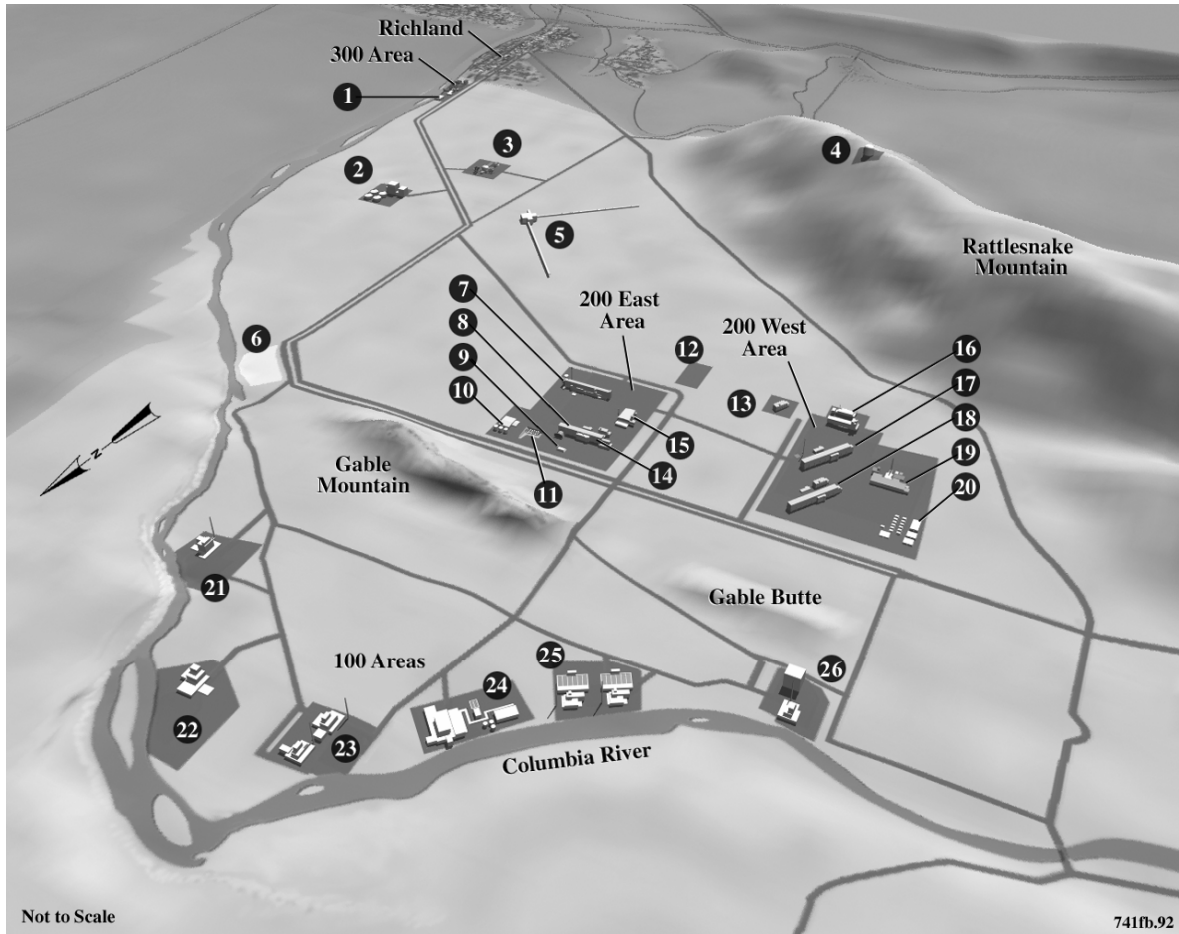 Richland
300 Area
1
2
3
4
5
Rattlesnake
Mountain
6
7
8
9
10
200 East
Area
12
200 West
Area
13
16
17
18
19
20
15
14
11
N
Gable
Mountain
21
Gable Butte
22
100 Areas
23
24
25
26
Columbia River
Not to Scale
741fb.92